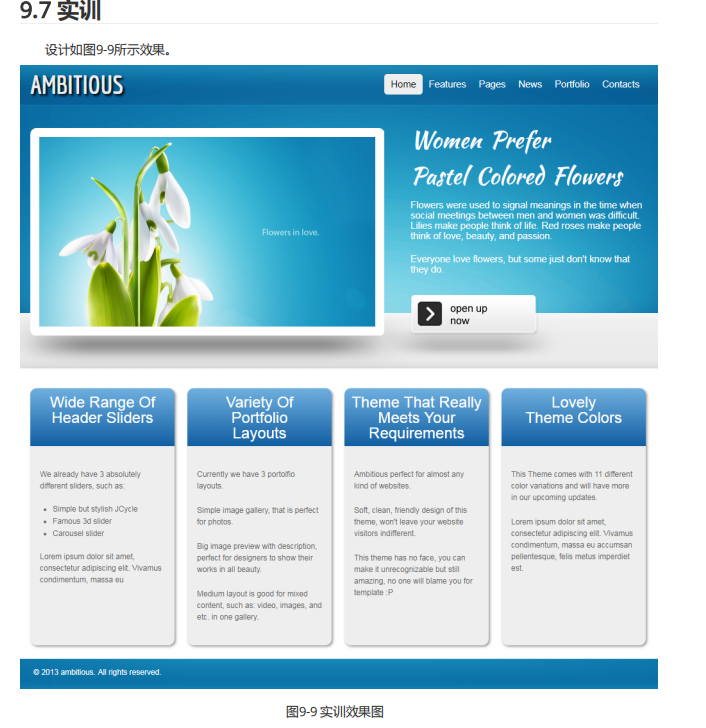 9.7 实训
设计如图9-9所示效果。
AMBITIOUS
Home Features Pages News Portfolio Contacts
Women Prefer
Pastel Colored Flowers
Flowers in love.
Flowers were used to signal meanings in the time when
social meetings between men and women was difficult.
Lilies make people think of life. Red roses make people
think of love, beauty, and passion.
Everyone love flowers, but some just don't know that
they do.
open up
now
Wide Range Of
Header Sliders
We already have 3 absolutely
different sliders, such as:
• Simple but stylish JCycle
• Famous 3d slider
• Carousel slider
Lorem ipsum dolor sit amet,
consectetur adipiscing elit. Vivamus
condimentum, massa eu
Variety Of
Portfolio
Layouts
Currently we have 3 portolfio
layouts.
Simple image gallery, that is perfect
for photos.
Big image preview with description,
perfect for designers to show their
works in all beauty.
Medium layout is good for mixed
content, such as: video, images, and
etc. in one gallery.
Theme That Really
Meets Your
Requirements
Ambitious perfect for almost any
kind of websites.
Soft, clean, friendly design of this
theme, won't leave your website
visitors indifferent.
This theme has no face, you can
make it unrecognizable but still
amazing, no one will blame you for
template :P
Lovely
Theme Colors
This Theme comes with 11 different
color variations and will have more
in our upcoming updates.
Lorem ipsum dolor sit amet,
consectetur adipiscing elit. Vivamus
condimentum, massa eu accumsan
pellentesque, felis metus imperdiet
est.
© 2013 ambitious. All rights reserved.
图9-9 实训效果图